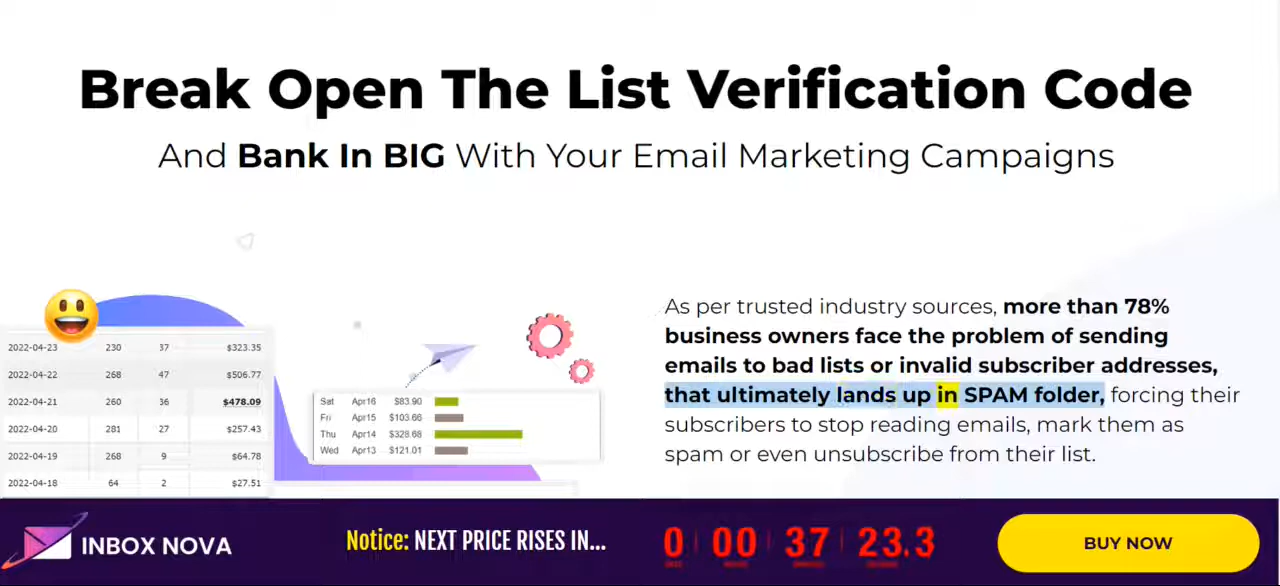 Break Open The List Verification Code
And Bank In BIG With Your Email Marketing Campaigns
2022-04-23 230 37 $323.35
2022-04-22 268 47 $506.77
2022-04-21 260 36 $478.09
2022-04-20 281 27 $257.43
2022-04-19 268 9 $64.78
2022-04-18 64 2 $27.51
Sat Apr16 $83.90
Fri Apr15 $103.66
Thu Apr14 $328.68
Wed Apr13 $121.01
As per trusted industry sources, more than 78%
business owners face the problem of sending
emails to bad lists or invalid subscriber addresses,
that ultimately lands up in SPAM folder, forcing their
subscribers to stop reading emails, mark them as
spam or even unsubscribe from their list.
INBOX NOVA
Notice: NEXT PRICE RISES IN...
0 00 37 23.3
BUY NOW